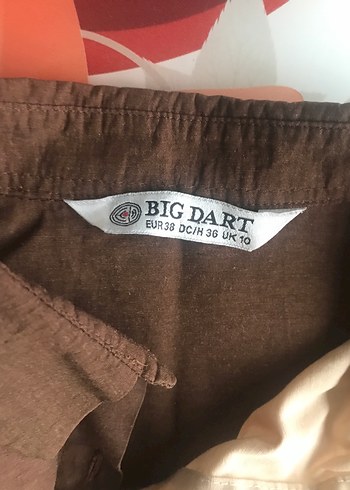 BIG DART
EUR 38 DC/H 36 UK 10